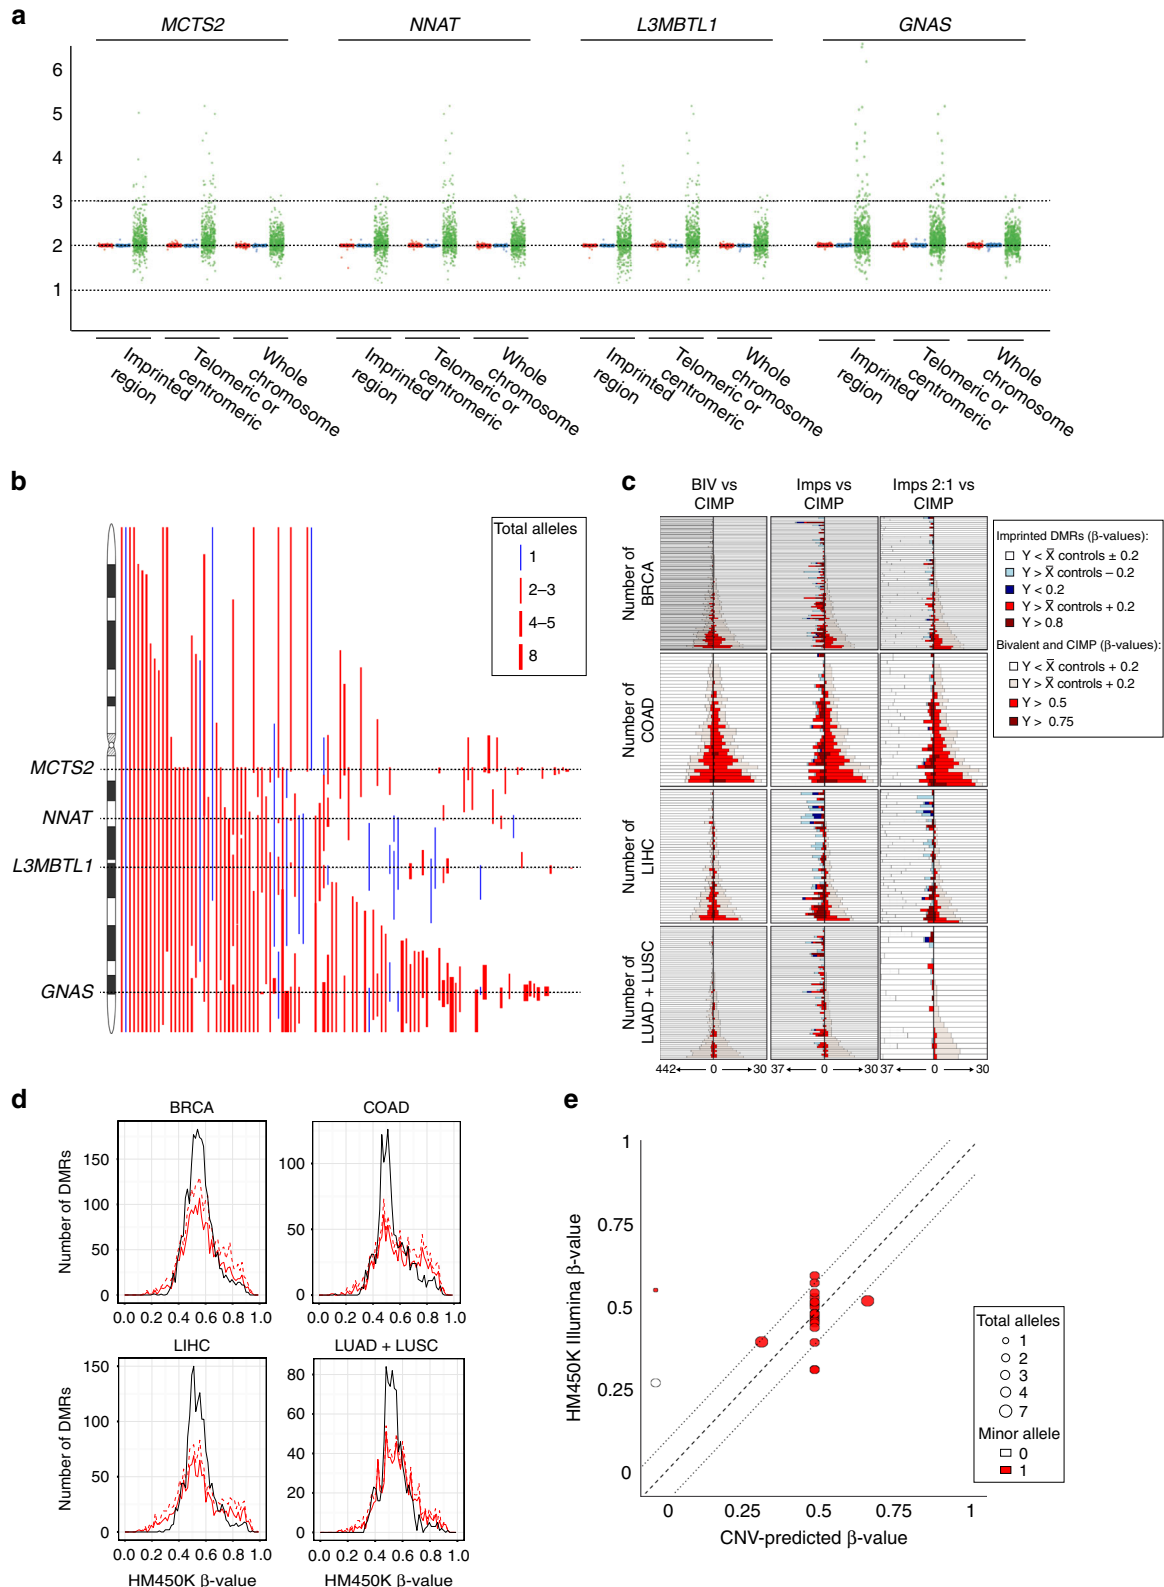 a
MCTS2 NNAT L3MBTL1 GNAS
6
5
4
3
2
1
Imprinted region
Telomeric or centromeric
Whole chromosome
Imprinted region
Telomeric or centromeric
Whole chromosome
Imprinted region
Telomeric or centromeric
Whole chromosome
Imprinted region
Telomeric or centromeric
Whole chromosome
b
Total alleles
1
2–3
4–5
8
MCTS2
NNAT
L3MBTL1
GNAS
c
BIV vs CIMP
Imps vs CIMP
Imps 2:1 vs CIMP
Number of BRCA
Number of COAD
Number of LIHC
Number of LUAD + LUSC
442 0 30
37 0 30
37 0 30
Imprinted DMRs (β-values):
Y < X̅ controls ± 0.2
Y > X̅ controls − 0.2
Y < 0.2
Y > X̅ controls + 0.2
Y > 0.8
Bivalent and CIMP (β-values):
Y < X̅ controls + 0.2
Y > X̅ controls + 0.2
Y > 0.5
Y > 0.75
d
BRCA
Number of DMRs
150
100
50
0
0.0 0.2 0.4 0.6 0.8 1.0
COAD
100
50
0
0.0 0.2 0.4 0.6 0.8 1.0
LIHC
Number of DMRs
150
100
50
0
0.0 0.2 0.4 0.6 0.8 1.0
HM450K β-value
LUAD + LUSC
80
60
40
20
0
0.0 0.2 0.4 0.6 0.8 1.0
HM450K β-value
e
HM450K Illumina β-value
1
0.75
0.5
0.25
0
0 0.25 0.5 0.75 1
CNV-predicted β-value
Total alleles
1
2
3
4
7
Minor allele
0
1